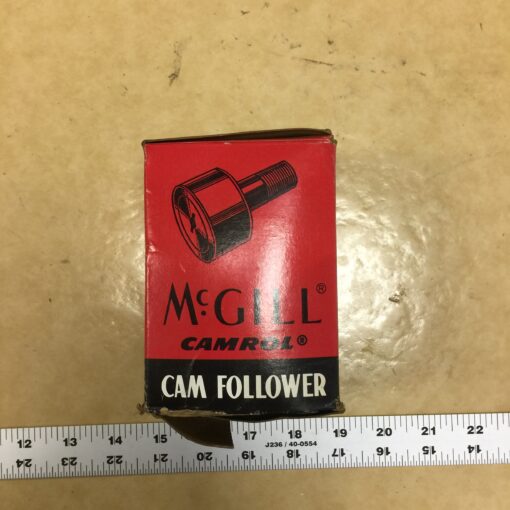 McGILL®
CAMROL®
CAM FOLLOWER
12 13 14 15 17 18 19 20 21 22
J236 / 40-0554
24 23 22 21 20 19 18 17 16 15 14